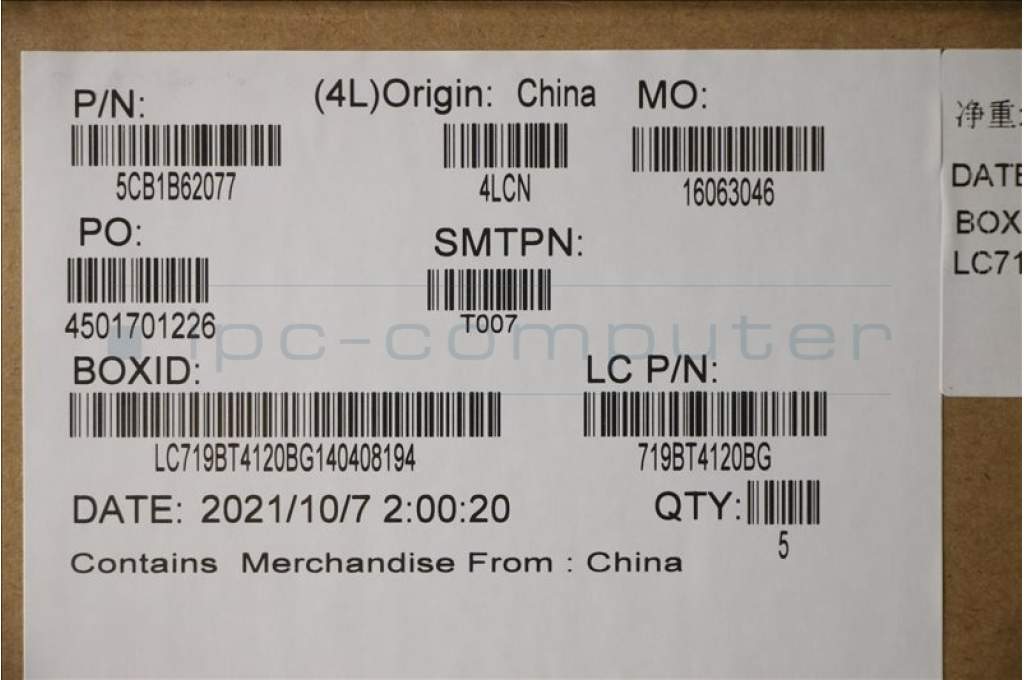 P/N: (4L)Origin: China MO:
5CB1B62077 4LCN 16063046
PO: SMTPN:
4501701226 T007
ipc-computer
BOXID: LC P/N:
LC719BT4120BG140408194 719BT4120BG
DATE: 2021/10/7 2:00:20 QTY:
5
Contains Merchandise From : China
净重:
DATE
BOX
LC71